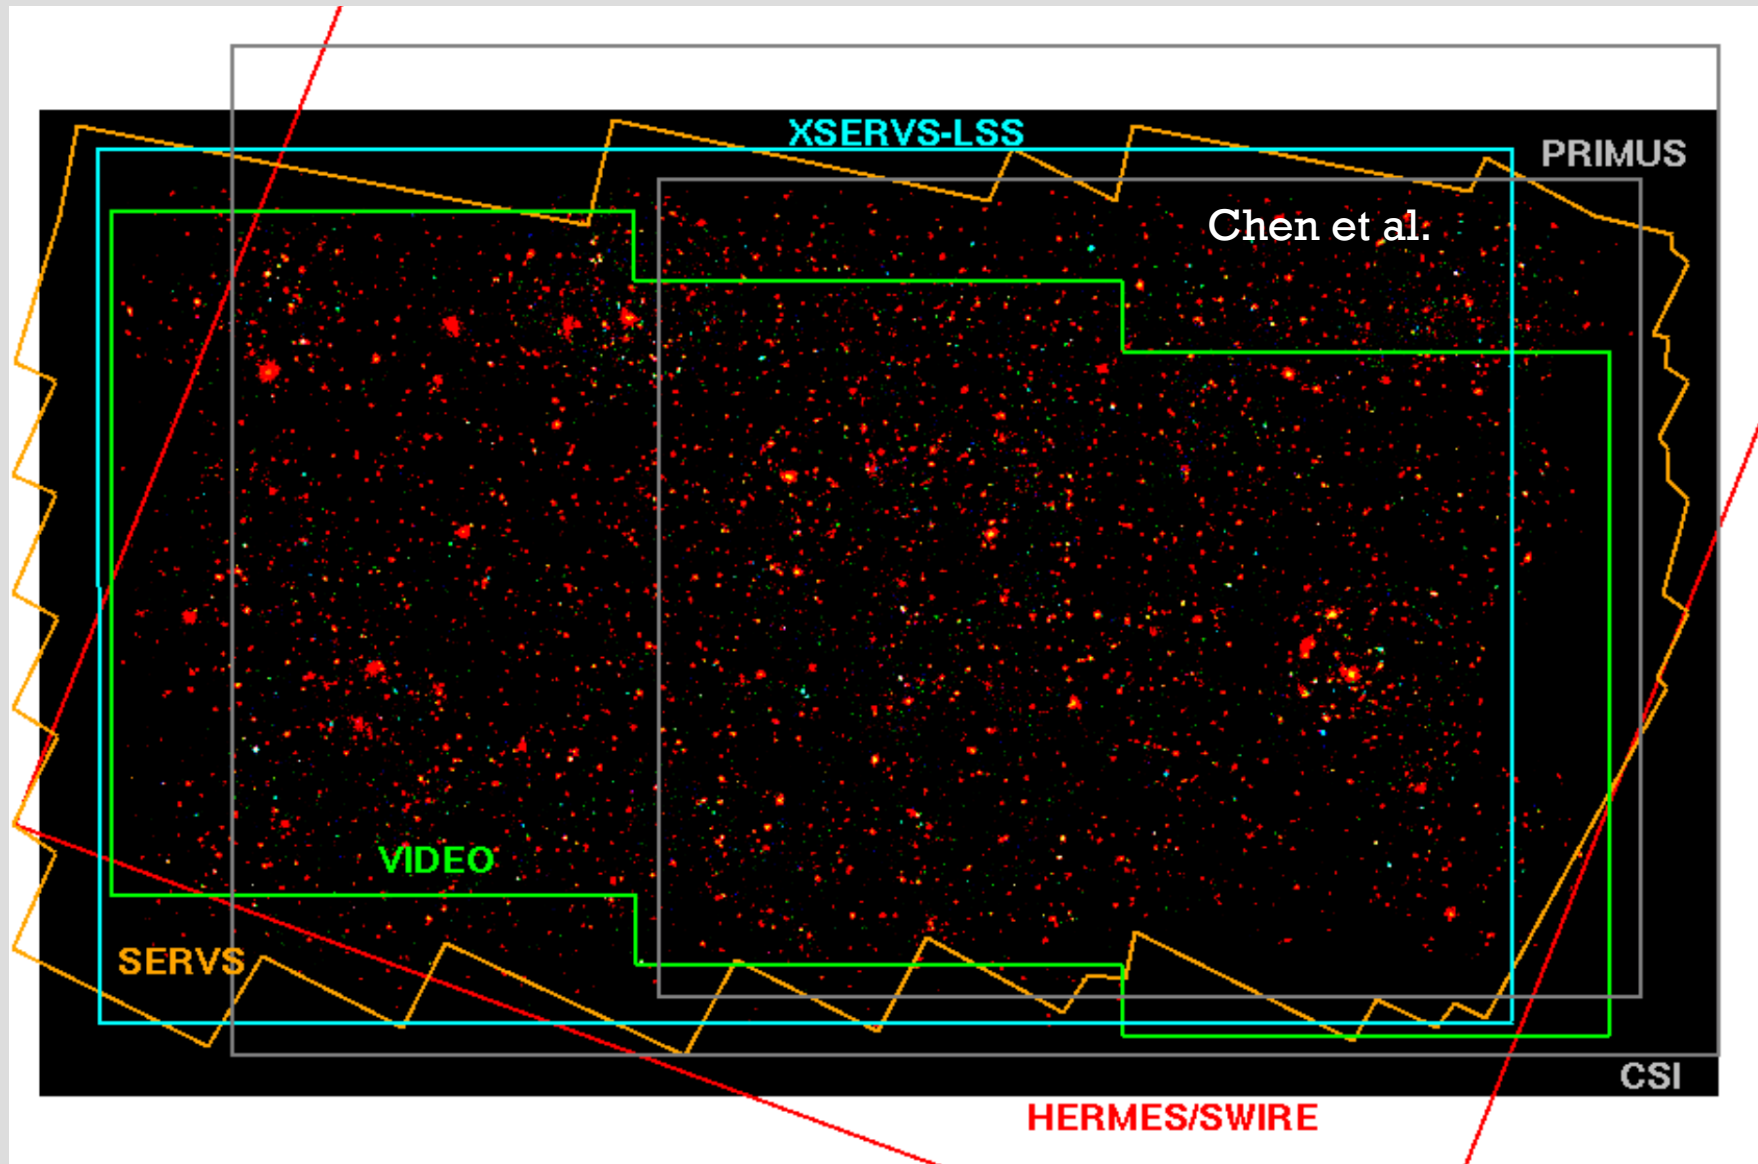 XSERVS-LSS
PRIMUS
Chen et al.
VIDEO
SERVS
CSI
HERMES/SWIRE